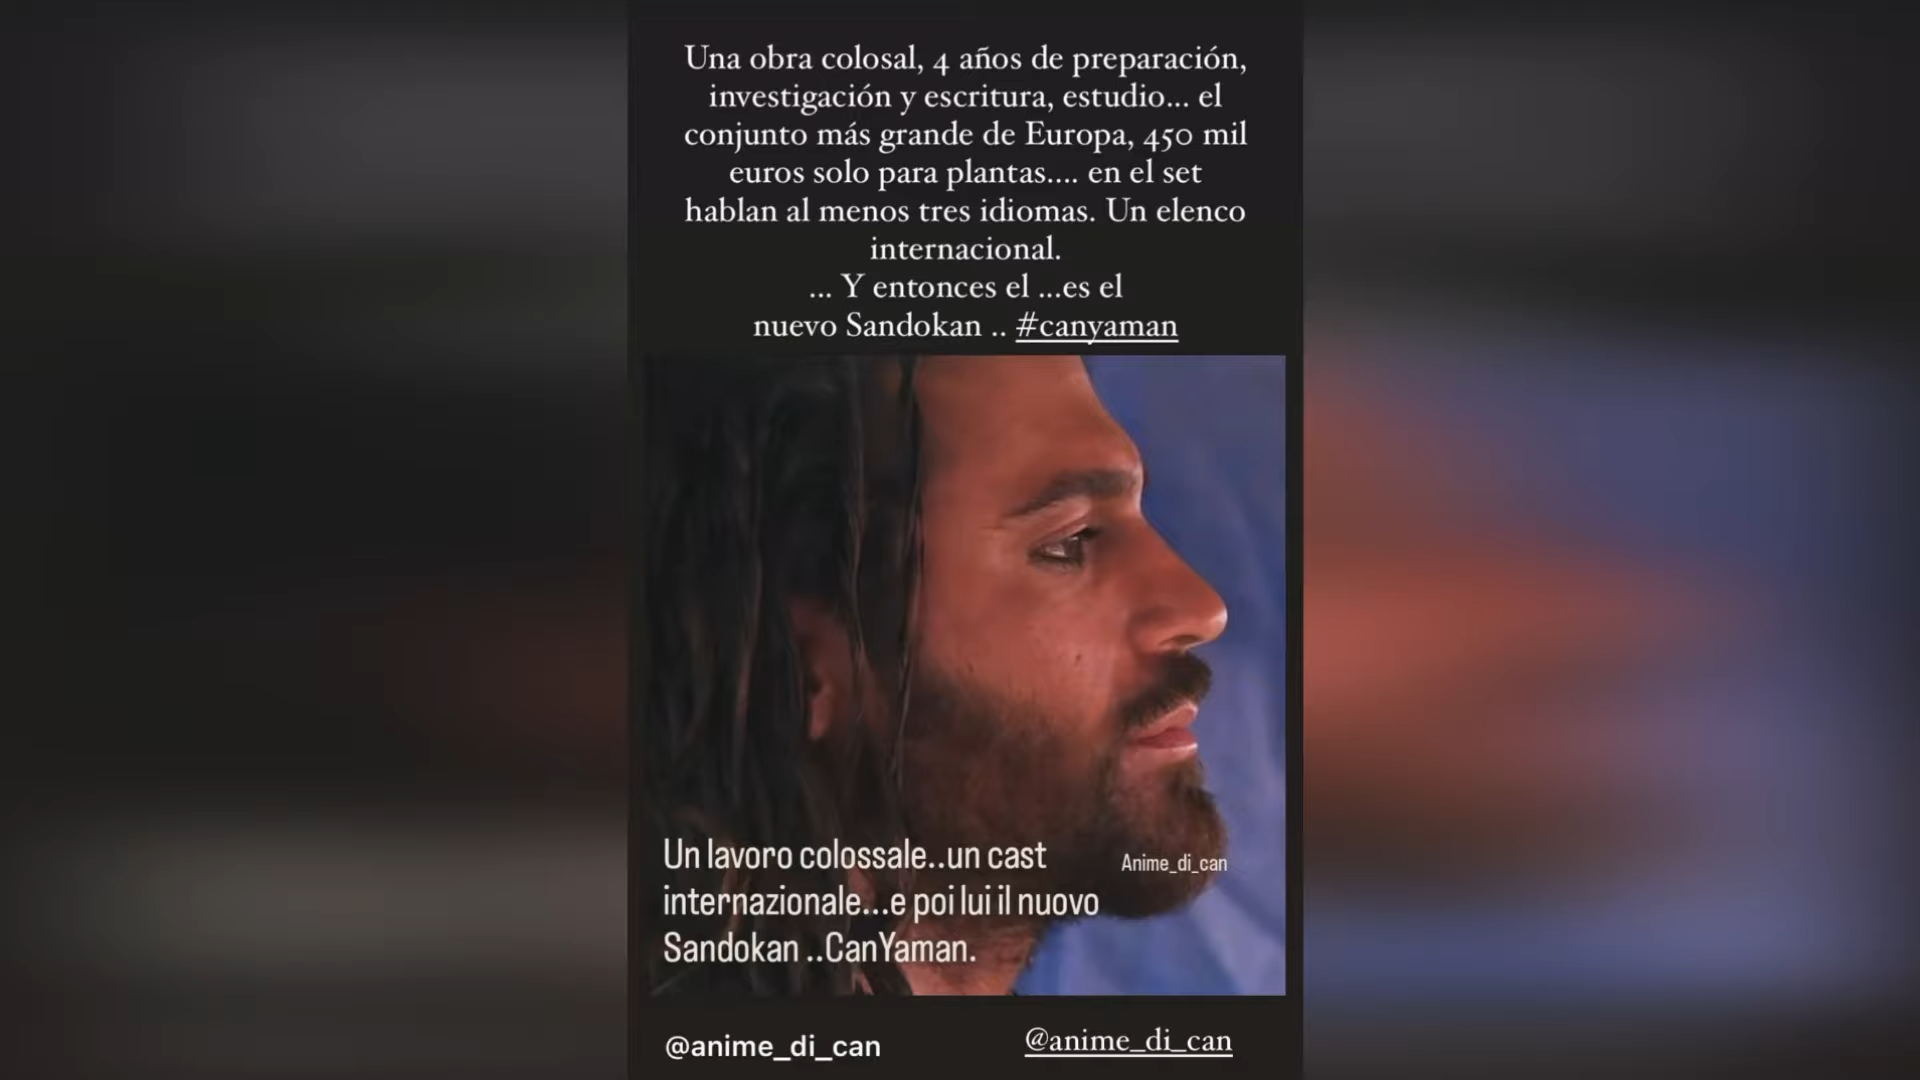 Una obra colosal, 4 años de preparación,
investigación y escritura, estudio... el
conjunto más grande de Europa, 450 mil
euros solo para plantas.... en el set
hablan al menos tres idiomas. Un elenco
internacional.
... Y entonces el ...es el
nuevo Sandokan .. #canyaman
Un lavoro colossale..un cast
internazionale...e poi lui il nuovo
Sandokan ..CanYaman.
Anime_di_can
@anime_di_can
@anime_di_can